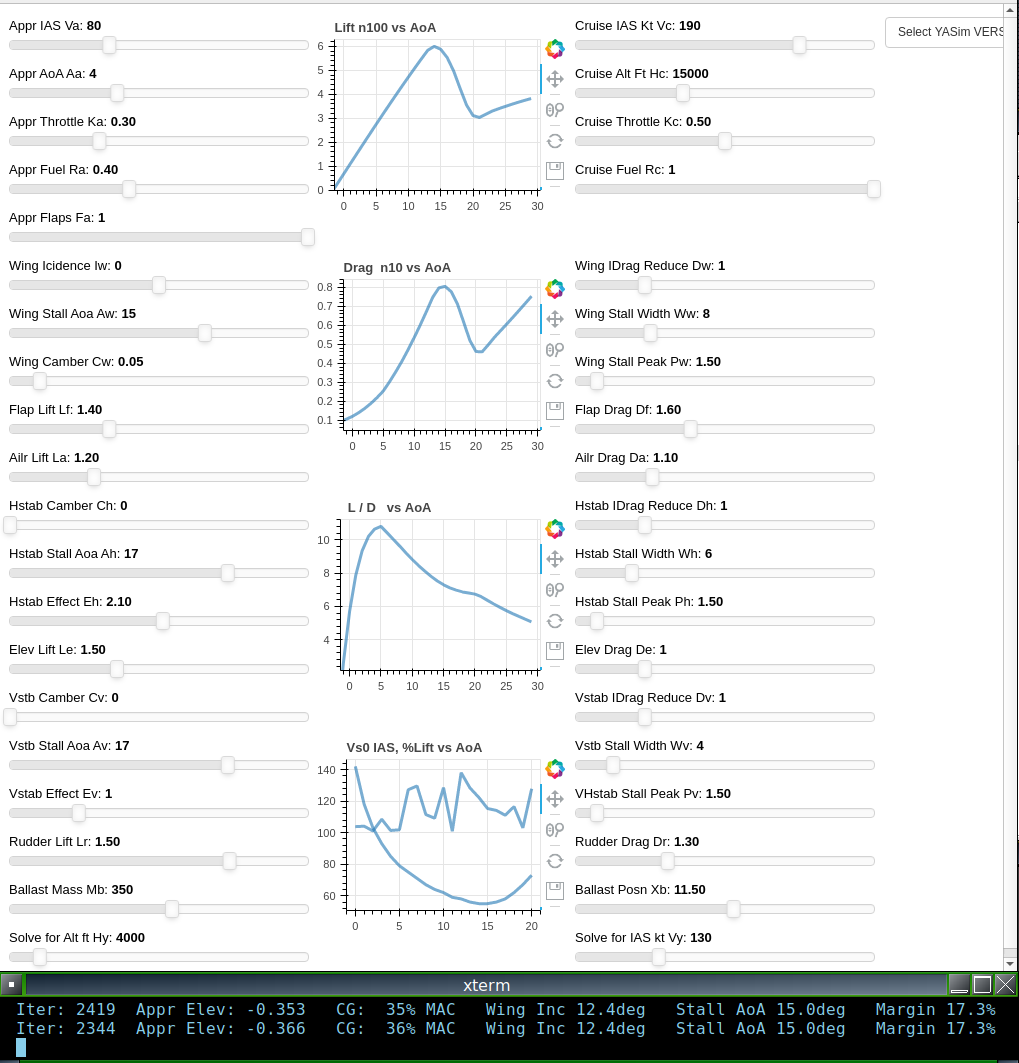 Appr IAS Va: 80
Appr AoA Aa: 4
Appr Throttle Ka: 0.30
Appr Fuel Ra: 0.40
Appr Flaps Fa: 1
Wing Icidence Iw: 0
Wing Stall Aoa Aw: 15
Wing Camber Cw: 0.05
Flap Lift Lf: 1.40
Ailr Lift La: 1.20
Hstab Camber Ch: 0
Hstab Stall Aoa Ah: 17
Hstab Effect Eh: 2.10
Elev Lift Le: 1.50
Vstb Camber Cv: 0
Vstb Stall Aoa Av: 17
Vstab Effect Ev: 1
Rudder Lift Lr: 1.50
Ballast Mass Mb: 350
Solve for Alt ft Hy: 4000
Lift n100 vs AoA
6
5
4
3
2
1
0
0 5 10 15 20 25 30
Drag n10 vs AoA
0.8
0.7
0.6
0.5
0.4
0.3
0.2
0.1
0 5 10 15 20 25 30
L / D vs AoA
10
8
6
4
0 5 10 15 20 25 30
Vs0 IAS, %Lift vs AoA
140
120
100
80
60
0 5 10 15 20
Cruise IAS Kt Vc: 190
Cruise Alt Ft Hc: 15000
Cruise Throttle Kc: 0.50
Cruise Fuel Rc: 1
Wing IDrag Reduce Dw: 1
Wing Stall Width Ww: 8
Wing Stall Peak Pw: 1.50
Flap Drag Df: 1.60
Ailr Drag Da: 1.10
Hstab IDrag Reduce Dh: 1
Hstab Stall Width Wh: 6
Hstab Stall Peak Ph: 1.50
Elev Drag De: 1
Vstab IDrag Reduce Dv: 1
Vstb Stall Width Wv: 4
VHstab Stall Peak Pv: 1.50
Rudder Drag Dr: 1.30
Ballast Posn Xb: 11.50
Solve for IAS kt Vy: 130
Select YASim VERS
xterm
Iter: 2419 Appr Elev: -0.353 CG: 35% MAC Wing Inc 12.4deg Stall AoA 15.0deg Margin 17.3%
Iter: 2344 Appr Elev: -0.366 CG: 36% MAC Wing Inc 12.4deg Stall AoA 15.0deg Margin 17.3%